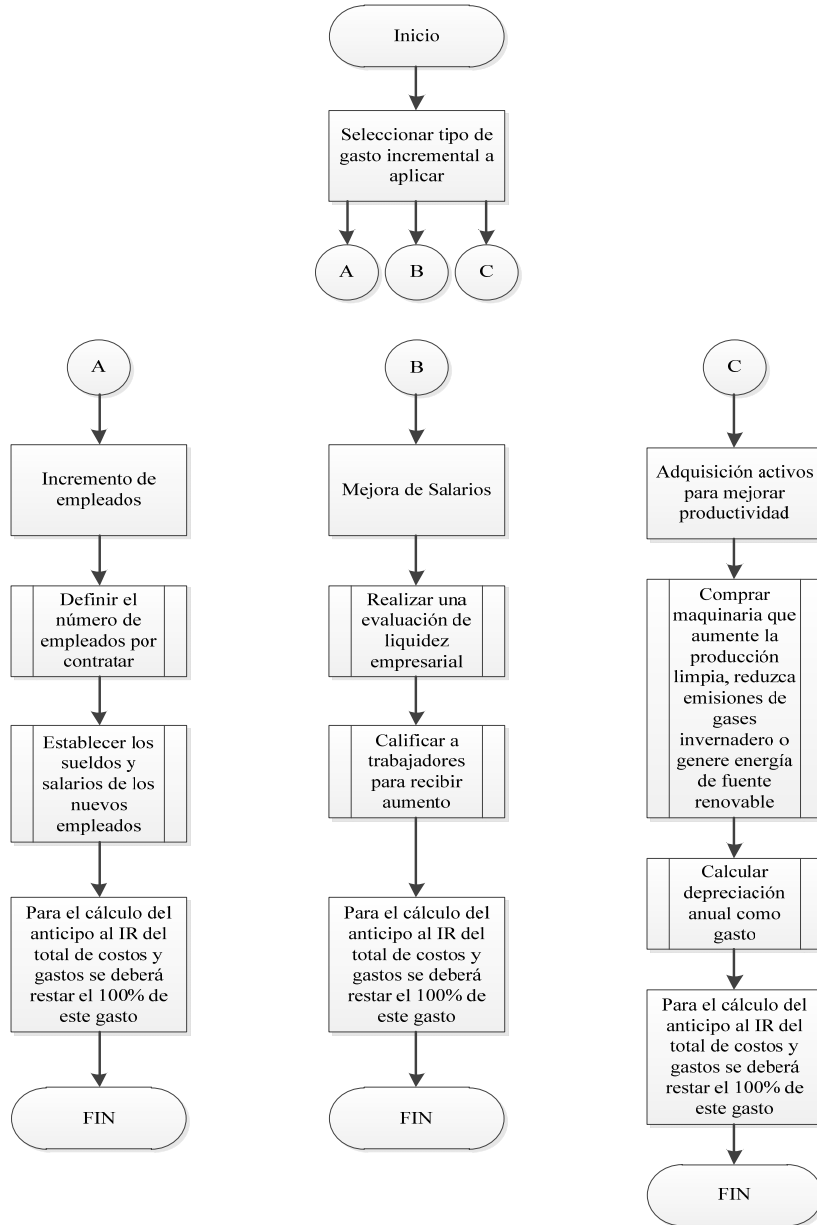 Inicio
Seleccionar tipo de
gasto incremental a
aplicar
A
B
C
A
Incremento de
empleados
Definir el
número de
empleados por
contratar
Establecer los
sueldos y
salarios de los
nuevos
empleados
Para el cálculo del
anticipo al IR del
total de costos y
gastos se deberá
restar el 100% de
este gasto
FIN
B
Mejora de Salarios
Realizar una
evaluación de
liquidez
empresarial
Calificar a
trabajadores
para recibir
aumento
Para el cálculo del
anticipo al IR del
total de costos y
gastos se deberá
restar el 100% de
este gasto
FIN
C
Adquisición activos
para mejorar
productividad
Comprar
maquinaria que
aumente la
producción
limpia, reduzca
emisiones de
gases
invernadero o
genere energía
de fuente
renovable
Calcular
depreciación
anual como
gasto
Para el cálculo del
anticipo al IR del
total de costos y
gastos se deberá
restar el 100% de
este gasto
FIN